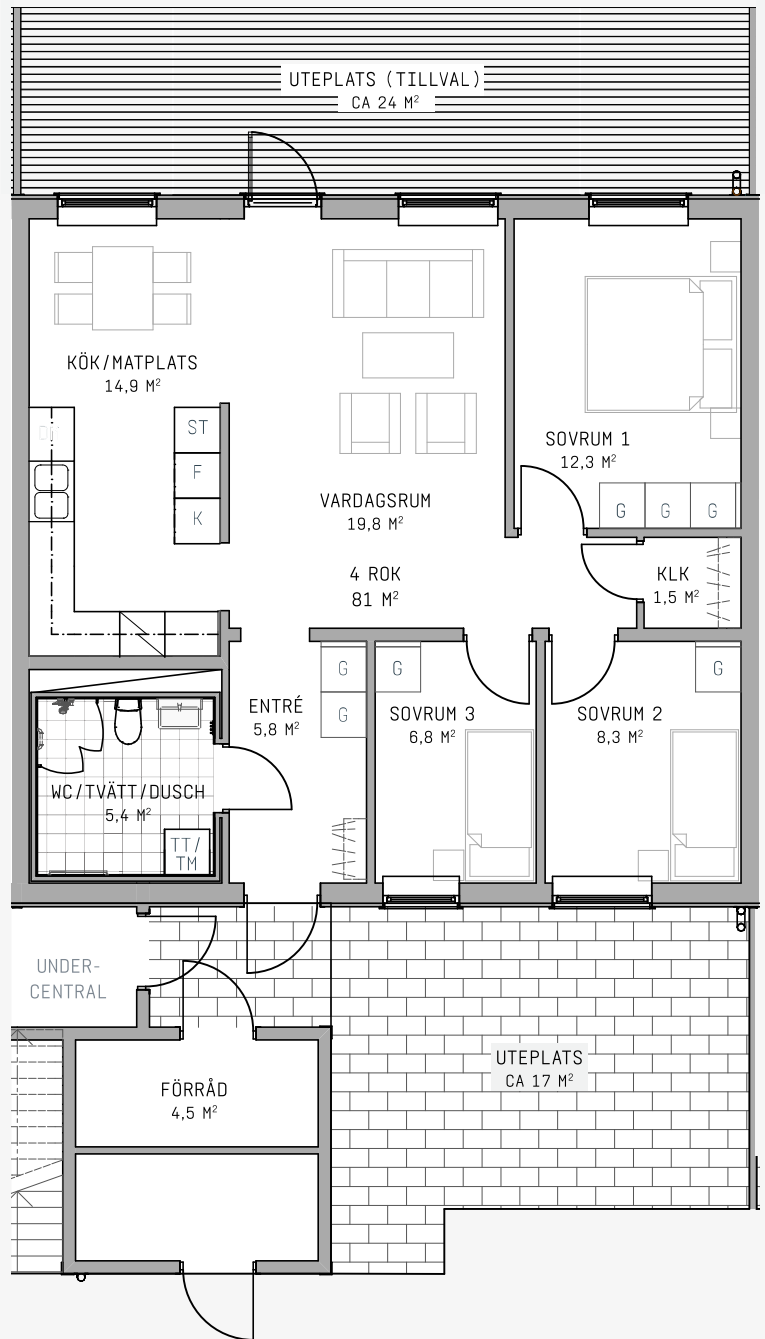 UTEPLATS (TILLVAL)
CA 24 M²
KÖK/MATPLATS
14,9 M²
ST
F
K
SOVRUM 1
12,3 M²
G
G
G
VARDAGSRUM
19,8 M²
4 ROK
81 M²
KLK
1,5 M²
ENTRÉ
5,8 M²
G
G
G
SOVRUM 3
6,8 M²
SOVRUM 2
8,3 M²
G
WC/TVÄTT/DUSCH
5,4 M²
TT/
TM
UNDER-
CENTRAL
FÖRRÅD
4,5 M²
UTEPLATS
CA 17 M²